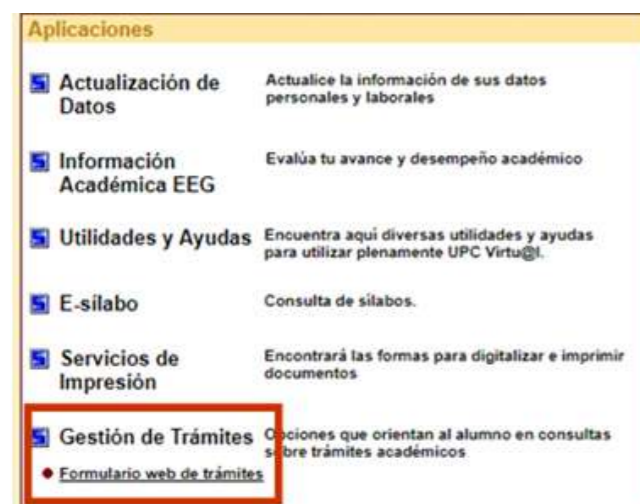 Aplicaciones
Actualización de
Datos
Actualice la información de sus datos
personales y laborales
Información
Académica EEG
Evalúa tu avance y desempeño académico
Utilidades y Ayudas
Encuentra aquí diversas utilidades y ayudas
para utilizar plenamente UPC Virtu@l.
E-sílabo
Consulta de sílabos.
Servicios de
Impresión
Encontrará las formas para digitalizar e imprimir
documentos
Gestión de Trámites
Opciones que orientan al alumno en consultas
sobre trámites académicos
Formulario web de trámites